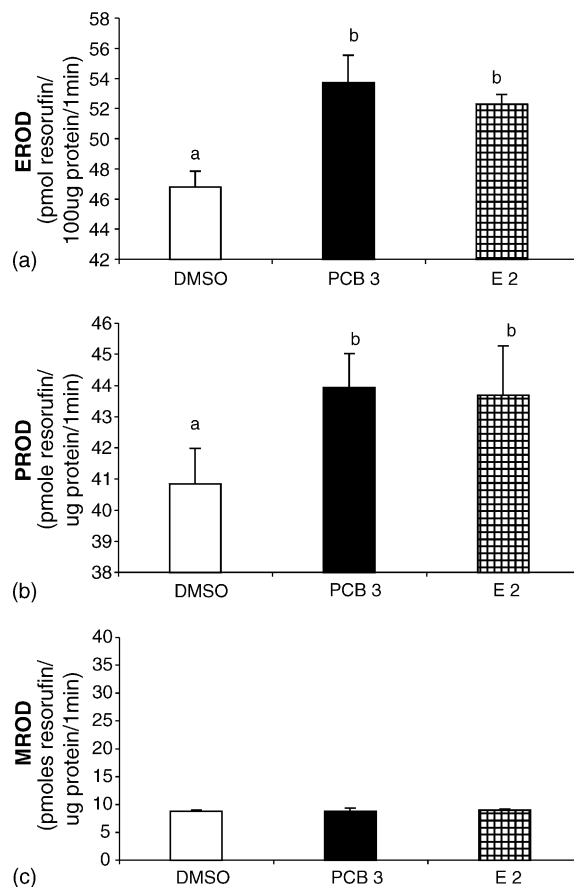 EROD
(pmol resorufin/
100ug protein/1min)
58
56
54
52
50
48
46
44
42
a
b
b
(a)
DMSO
PCB 3
E 2
PROD
(pmole resorufin/
ug protein/1min)
46
45
44
43
42
41
40
39
38
a
b
b
(b)
DMSO
PCB 3
E 2
MROD
(pmoles resorufin/
ug protein/1min)
40
35
30
25
20
15
10
5
0
(c)
DMSO
PCB 3
E 2